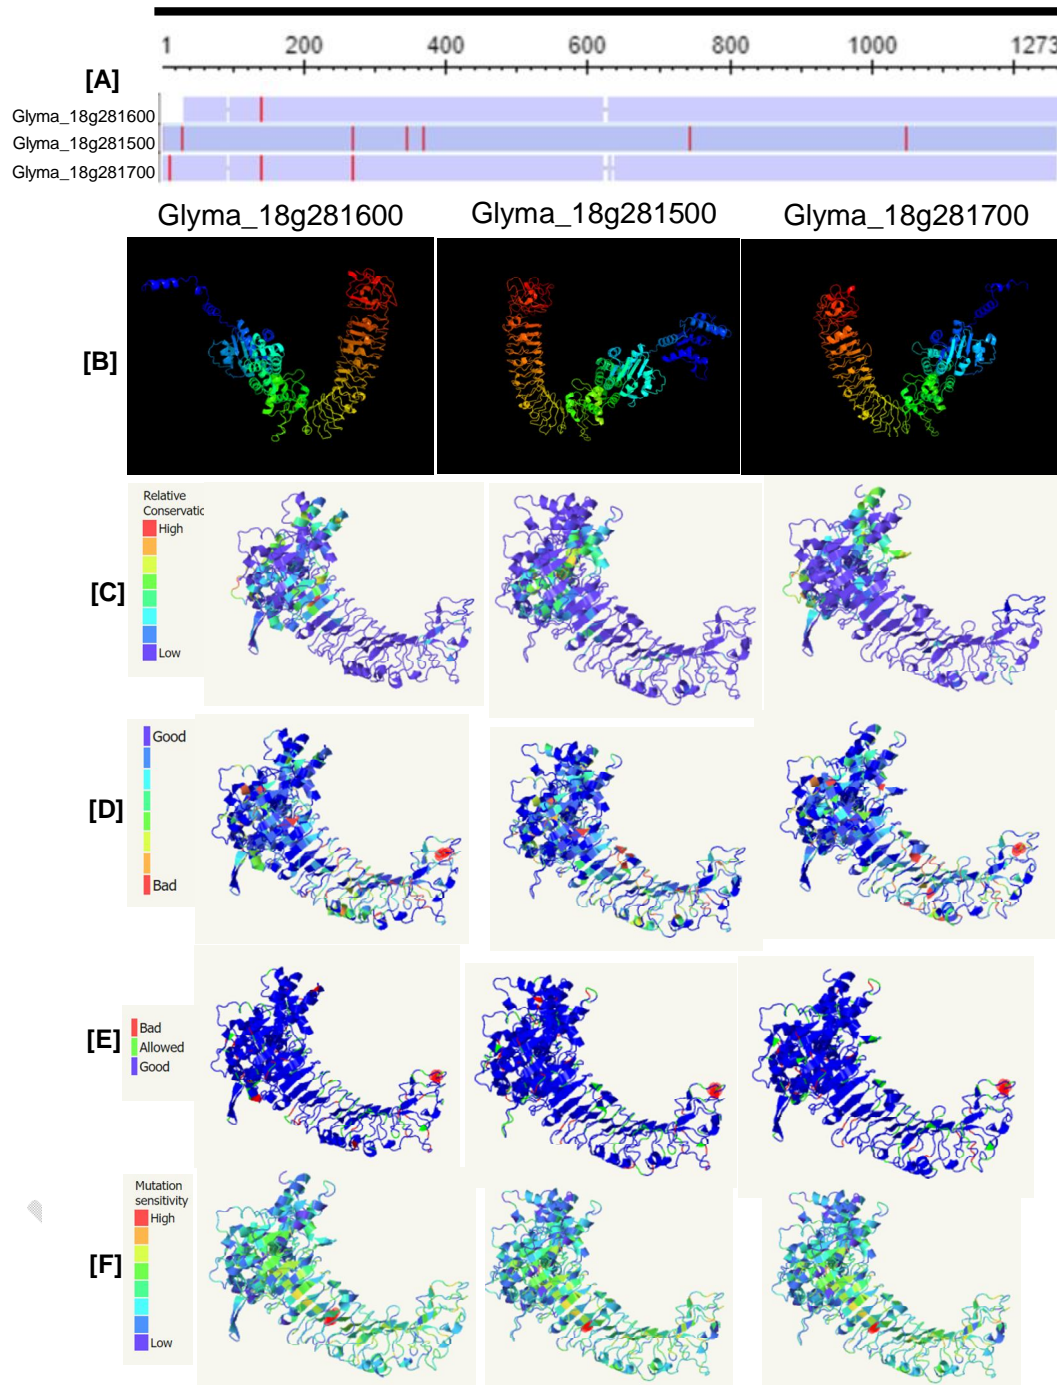 1 200 400 600 800 1000 1273
[A]
Glyma_18g281600
Glyma_18g281500
Glyma_18g281700
Glyma_18g281600 Glyma_18g281500 Glyma_18g281700
[B]
Relative
Conservatio
High
[C]
Low
Good
[D]
Bad
Bad
[E] Allowed
Good
Mutation
sensitivity
High
[F]
Low